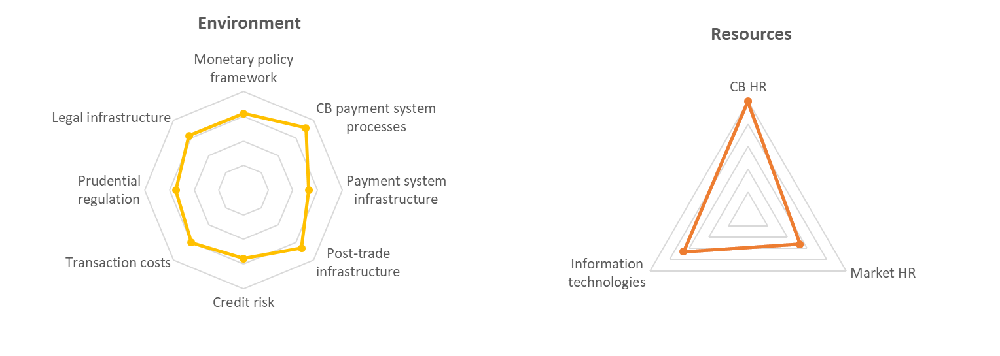 Environment
Monetary policy
framework
CB payment system
processes
Legal infrastructure
Prudential
regulation
Payment system
infrastructure
Transaction costs
Post-trade
infrastructure
Credit risk
Resources
CB HR
Information
technologies
Market HR